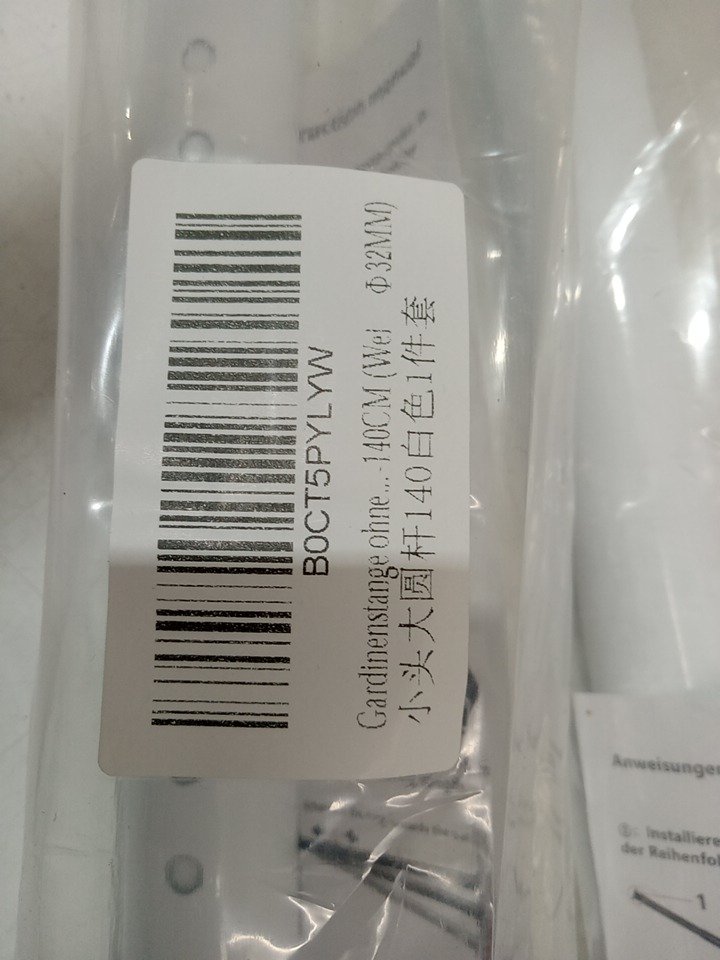 B0CT5PYLYW
Gardinenstange ohne... -140CM (Wei Φ32MM)
小头大圆杆140白色1件套
Anweisungen
Installiere
der Reihenfol
1